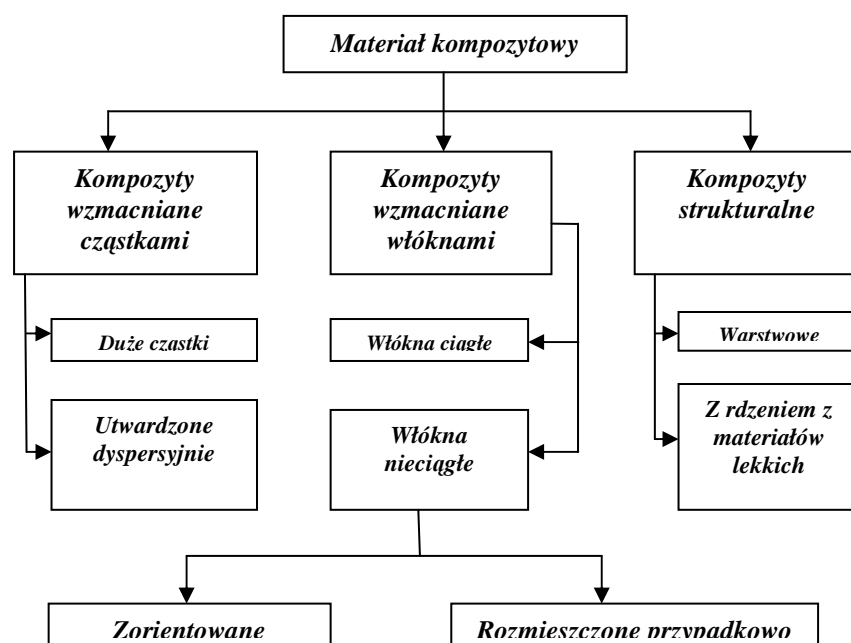 Materiał kompozytowy
Kompozyty
wzmacniane
cząstkami
Kompozyty
wzmacniane
włóknami
Kompozyty
strukturalne
Duże cząstki
Włókna ciągłe
Warstwowe
Utwardzone
dyspersyjnie
Włókna
nieciągłe
Z rdzeniem z
materiałów
lekkich
Zorientowane
Rozmieszczone przypadkowo